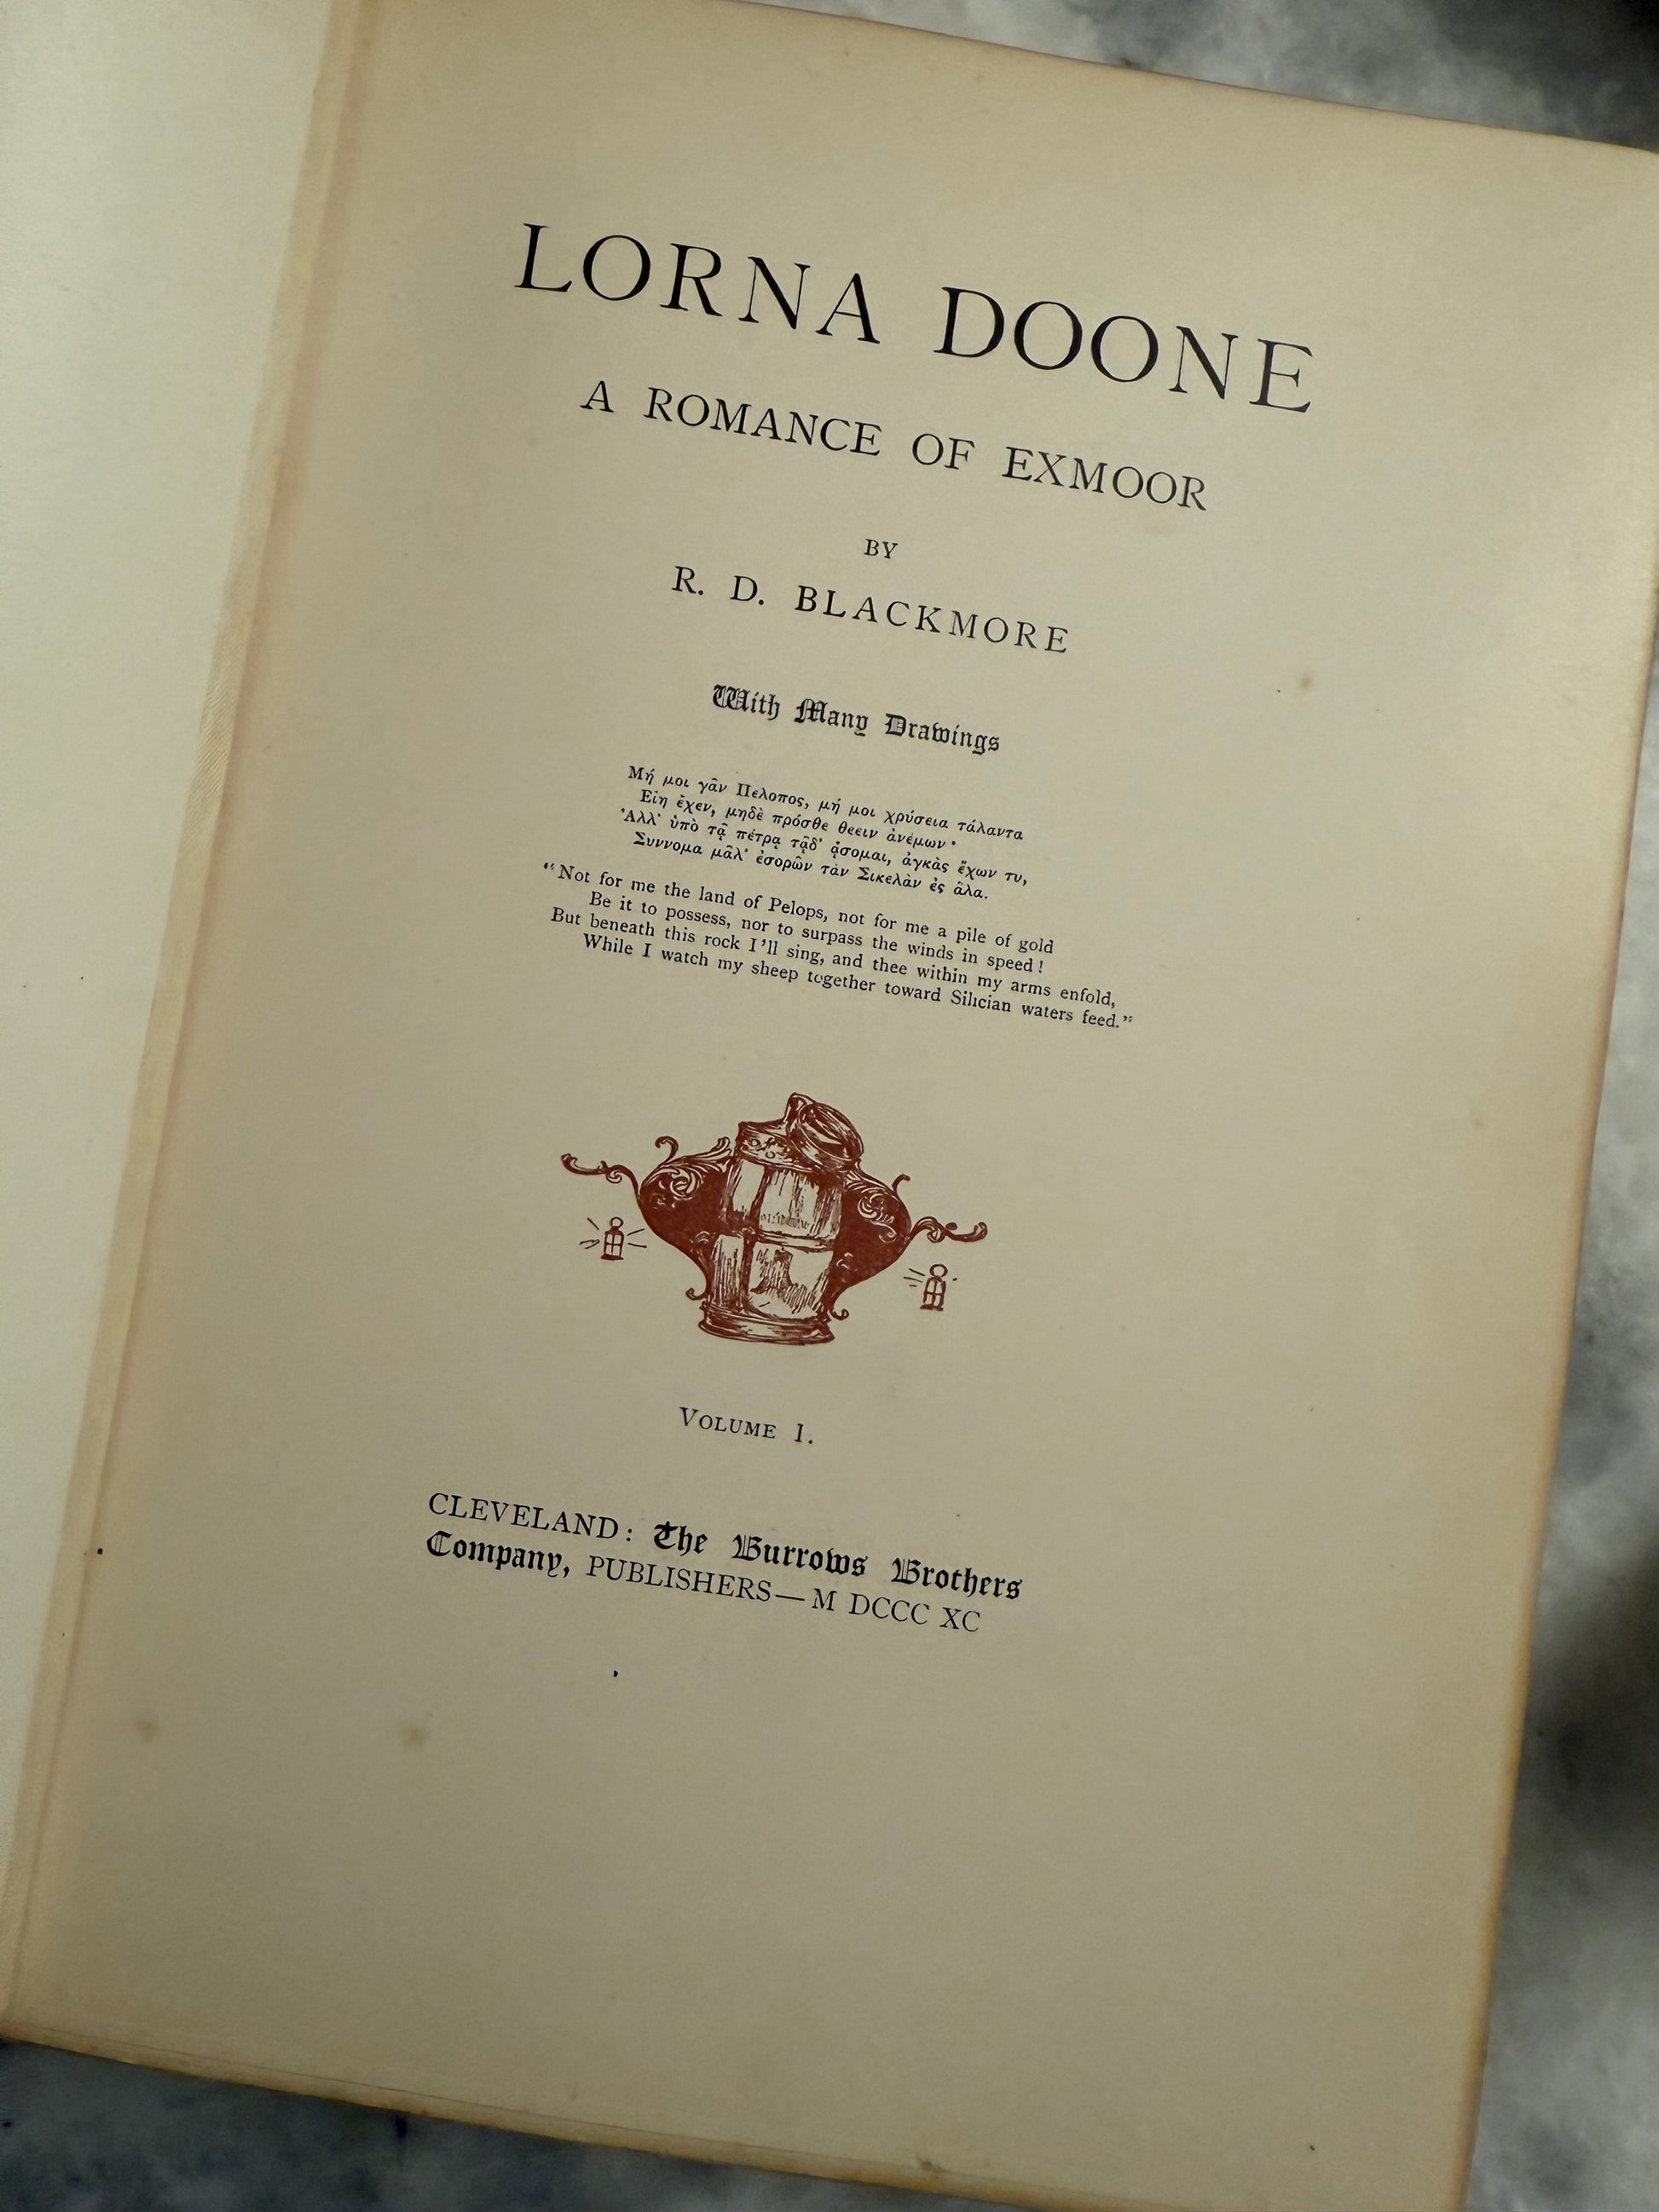 LORNA DOONE
A ROMANCE OF EXMOOR
BY
R. D. BLACKMORE
With Many Drawings
Μή μοι γᾶν Πελοπος, μή μοι χρύσεια τάλαντα
Εἰη ἔχεν, μηδὲ πρόσθε θεειν ἀνέμων·
Ἀλλ' ὑπὸ τᾷ πέτρᾳ τᾷδ' ᾄσομαι, ἀγκὰς ἔχων τυ,
Συννομα μᾶλ' ἐσορῶν τὰν Σικελὰν ἐς ἅλα.
"Not for me the land of Pelops, not for me a pile of gold
Be it to possess, nor to surpass the winds in speed!
But beneath this rock I'll sing, and thee within my arms enfold,
While I watch my sheep together toward Silician waters feed."
VOLUME I.
CLEVELAND: The Burrows Brothers
Company, PUBLISHERS—M DCCC XC